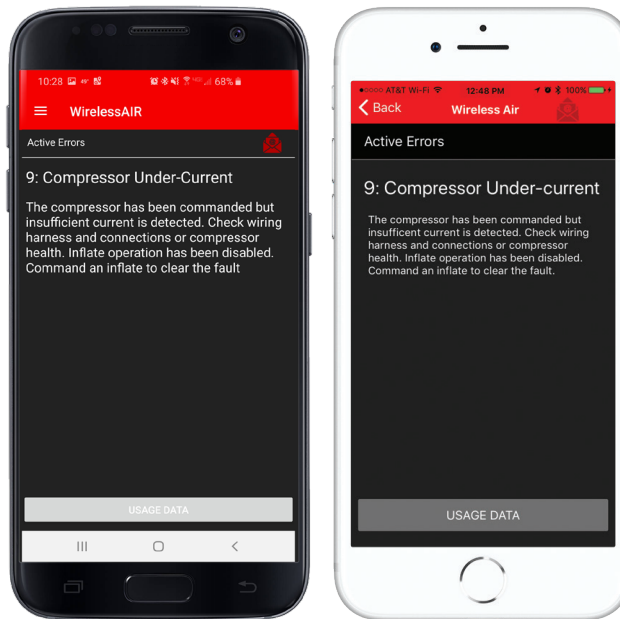 10:28 49° 68%
WirelessAIR
Active Errors
9: Compressor Under-Current
The compressor has been commanded but
insufficient current is detected. Check wiring
harness and connections or compressor
health. Inflate operation has been disabled.
Command an inflate to clear the fault
USAGE DATA
AT&T Wi-Fi 12:48 PM 100%
Back Wireless Air
Active Errors
9: Compressor Under-current
The compressor has been commanded but
insufficient current is detected. Check wiring
harness and connections or compressor
health. Inflate operation has been disabled.
Command an inflate to clear the fault.
USAGE DATA